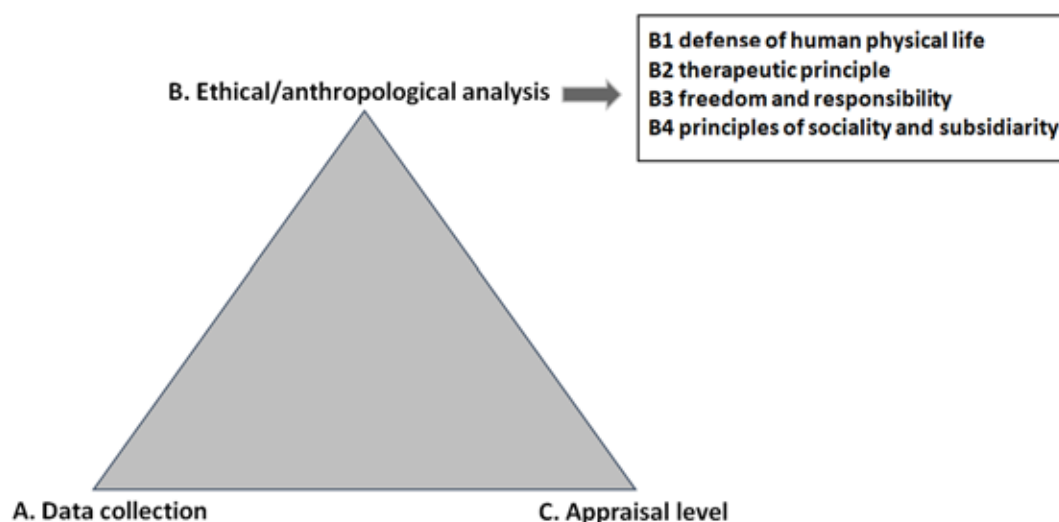 B1 defense of human physical life
B2 therapeutic principle
B3 freedom and responsibility
B4 principles of sociality and subsidiarity
B. Ethical/anthropological analysis
A. Data collection
C. Appraisal level